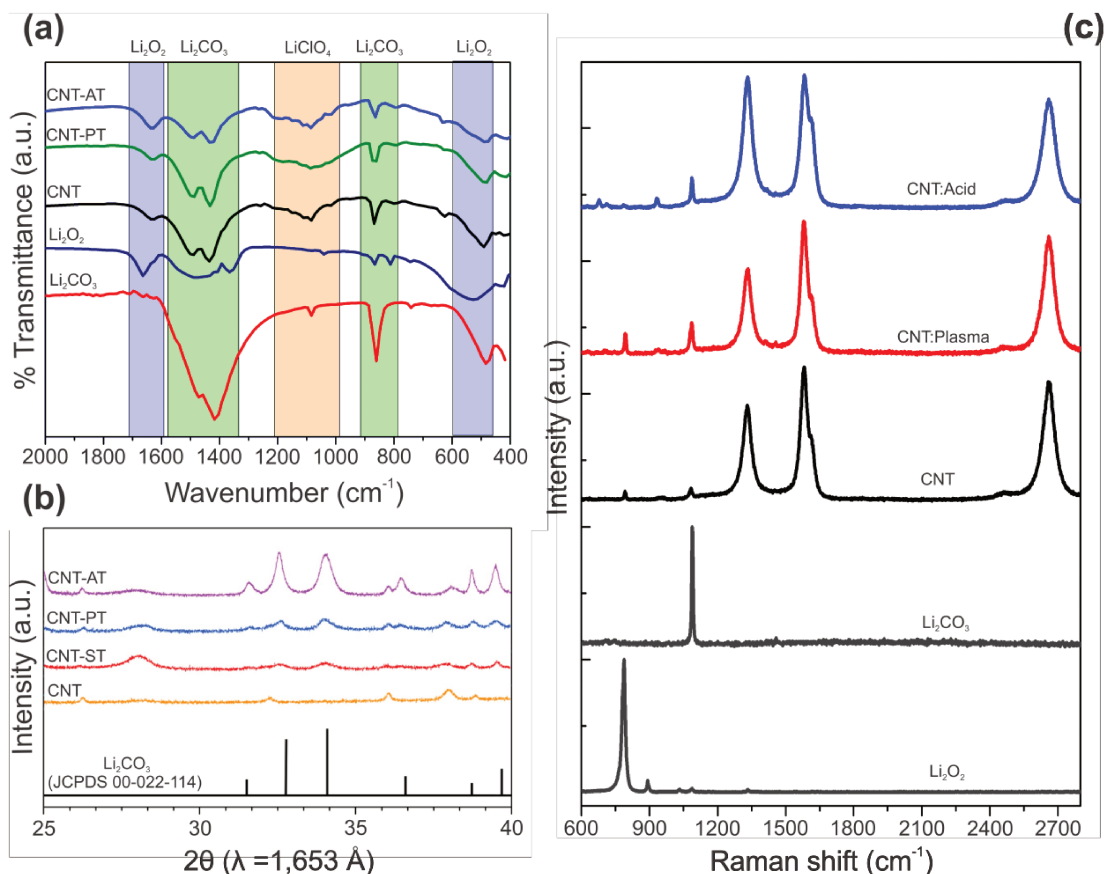 (a)
Li₂O₂ Li₂CO₃ LiClO₄ Li₂CO₃ Li₂O₂
CNT-AT
CNT-PT
CNT
Li₂O₂
Li₂CO₃
% Transmittance (a.u.)
2000 1600 1200 1000 800 600 400
Wavenumber (cm⁻¹)
(b)
CNT-AT
CNT-PT
CNT-ST
CNT
Li₂CO₃
(JCPDS 00-022-114)
Intensity (a.u.)
25 30 35 40
2θ (λ =1,653 Å)
(c)
CNT:Acid
CNT:Plasma
CNT
Li₂CO₃
Li₂O₂
Intensity (a.u.)
600 900 1200 1500 1800 2100 2400 2700
Raman shift (cm⁻¹)